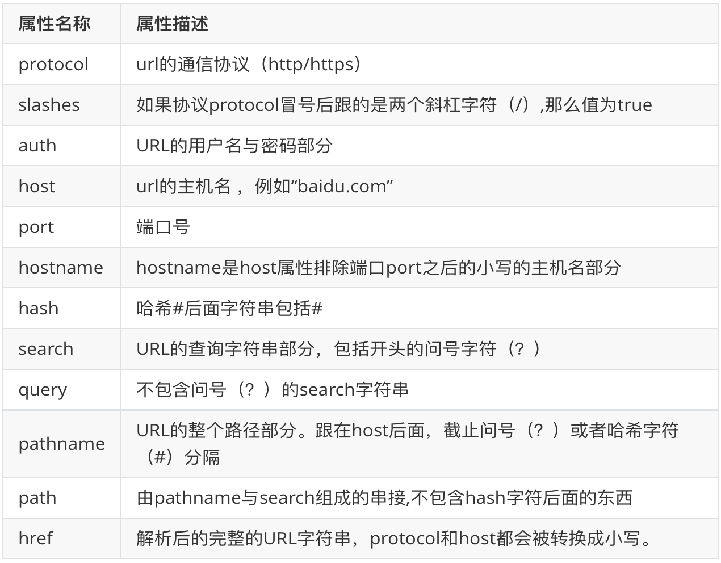 属性名称 属性描述
protocol url的通信协议（http/https）
slashes 如果协议protocol冒号后跟的是两个斜杠字符（/）,那么值为true
auth URL的用户名与密码部分
host url的主机名 ，例如“baidu.com”
port 端口号
hostname hostname是host属性排除端口port之后的小写的主机名部分
hash 哈希#后面字符串包括#
search URL的查询字符串部分，包括开头的问号字符（？）
query 不包含问号（？）的search字符串
pathname URL的整个路径部分。跟在host后面，截止问号（？）或者哈希字符
（#）分隔
path 由pathname与search组成的串接,不包含hash字符后面的东西
href 解析后的完整的URL字符串，protocol和host都会被转换成小写。